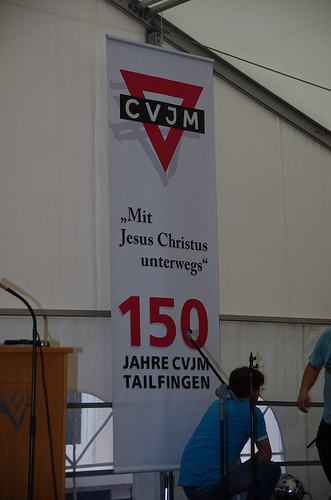 CVJM
„Mit
Jesus Christus
unterwegs“
150
JAHRE CVJM
TAILFINGEN